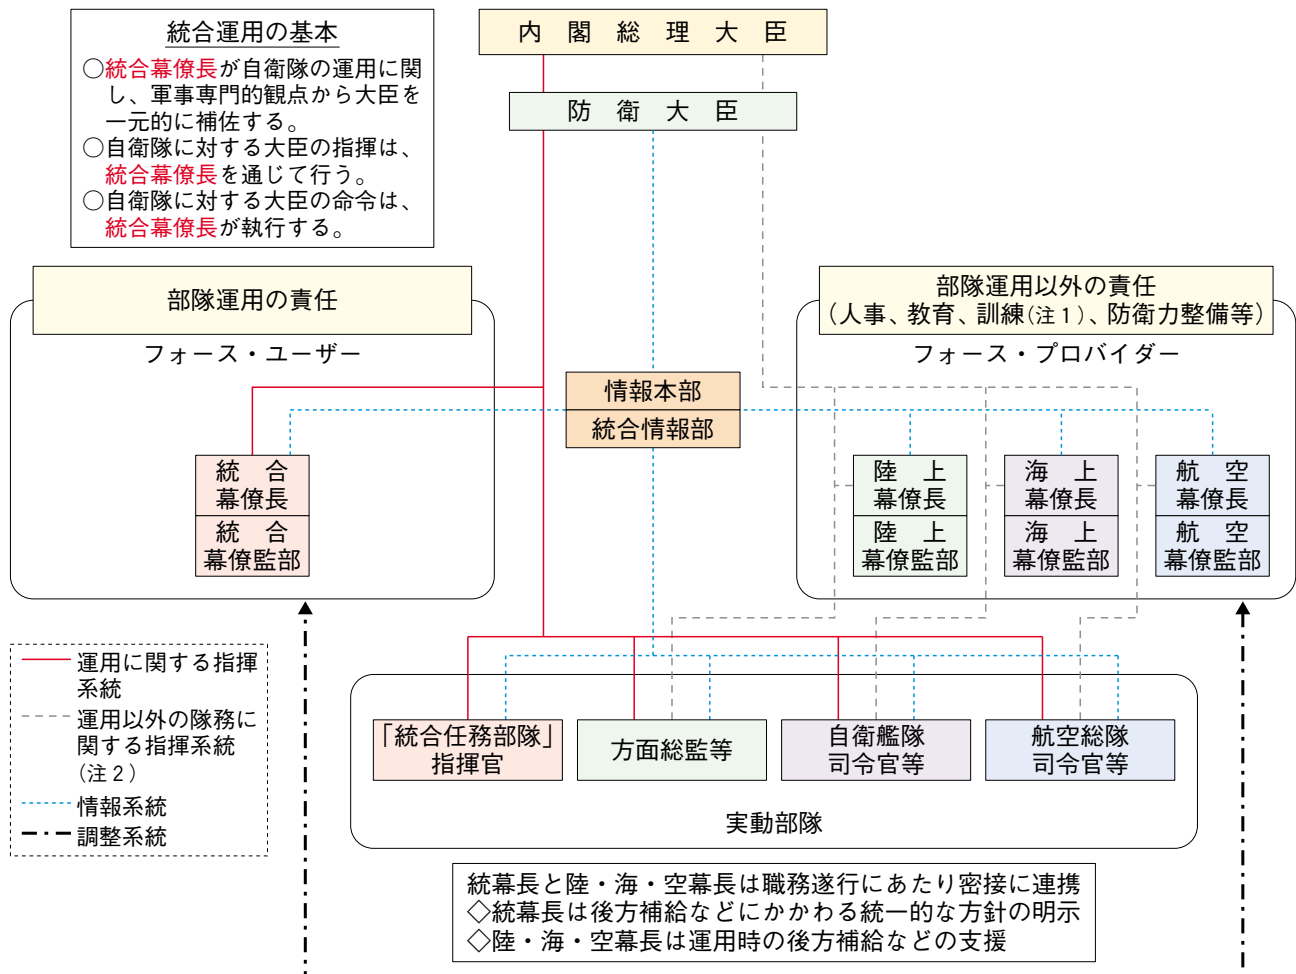 内閣総理大臣
統合運用の基本
○統合幕僚長が自衛隊の運用に関
し、軍事専門的観点から大臣を
一元的に補佐する。
○自衛隊に対する大臣の指揮は、
統合幕僚長を通じて行う。
○自衛隊に対する大臣の命令は、
統合幕僚長が執行する。
防衛大臣
部隊運用の責任
フォース・ユーザー
部隊運用以外の責任
（人事、教育、訓練(注1)、防衛力整備等）
フォース・プロバイダー
情報本部
統合情報部
統合
幕僚長
統合
幕僚監部
陸上
幕僚長
陸上
幕僚監部
海上
幕僚長
海上
幕僚監部
航空
幕僚長
航空
幕僚監部
運用に関する指揮
系統
運用以外の隊務に
関する指揮系統
(注2)
情報系統
調整系統
「統合任務部隊」
指揮官
方面総監等
自衛艦隊
司令官等
航空総隊
司令官等
実動部隊
統幕長と陸・海・空幕長は職務遂行にあたり密接に連携
◇統幕長は後方補給などにかかわる統一的な方針の明示
◇陸・海・空幕長は運用時の後方補給などの支援